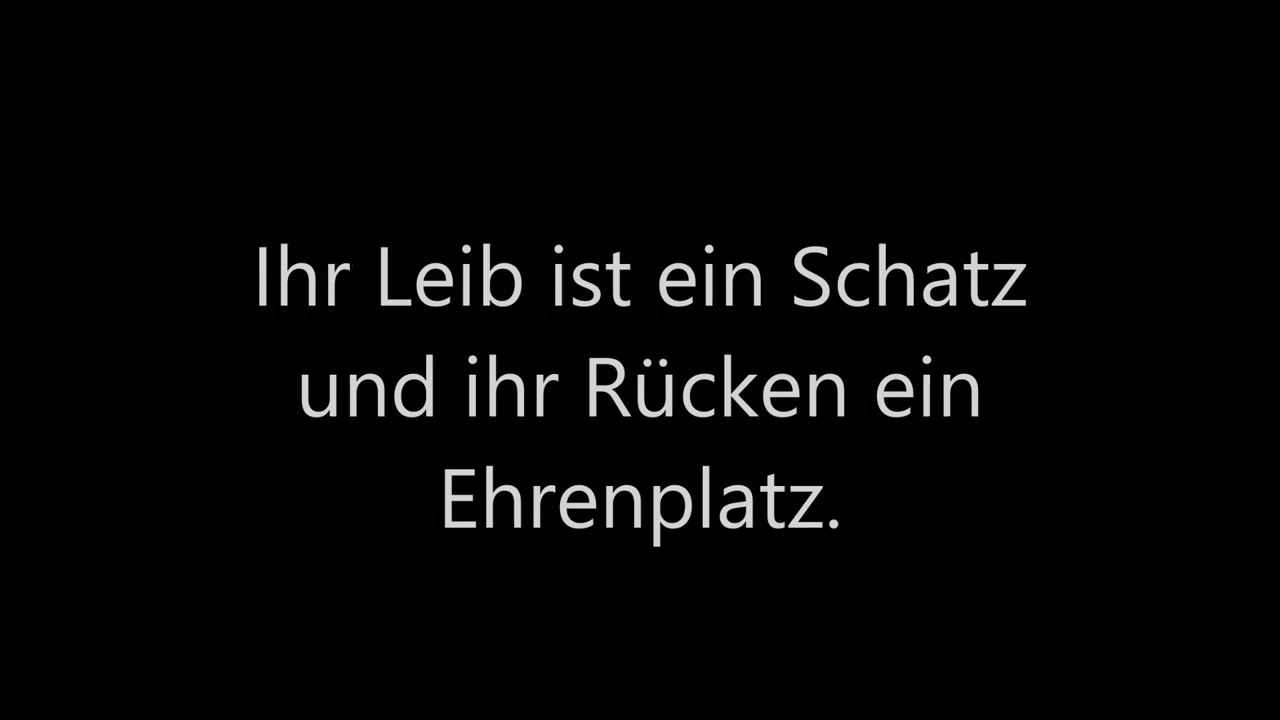 Ihr Leib ist ein Schatz
und ihr Rücken ein
Ehrenplatz.